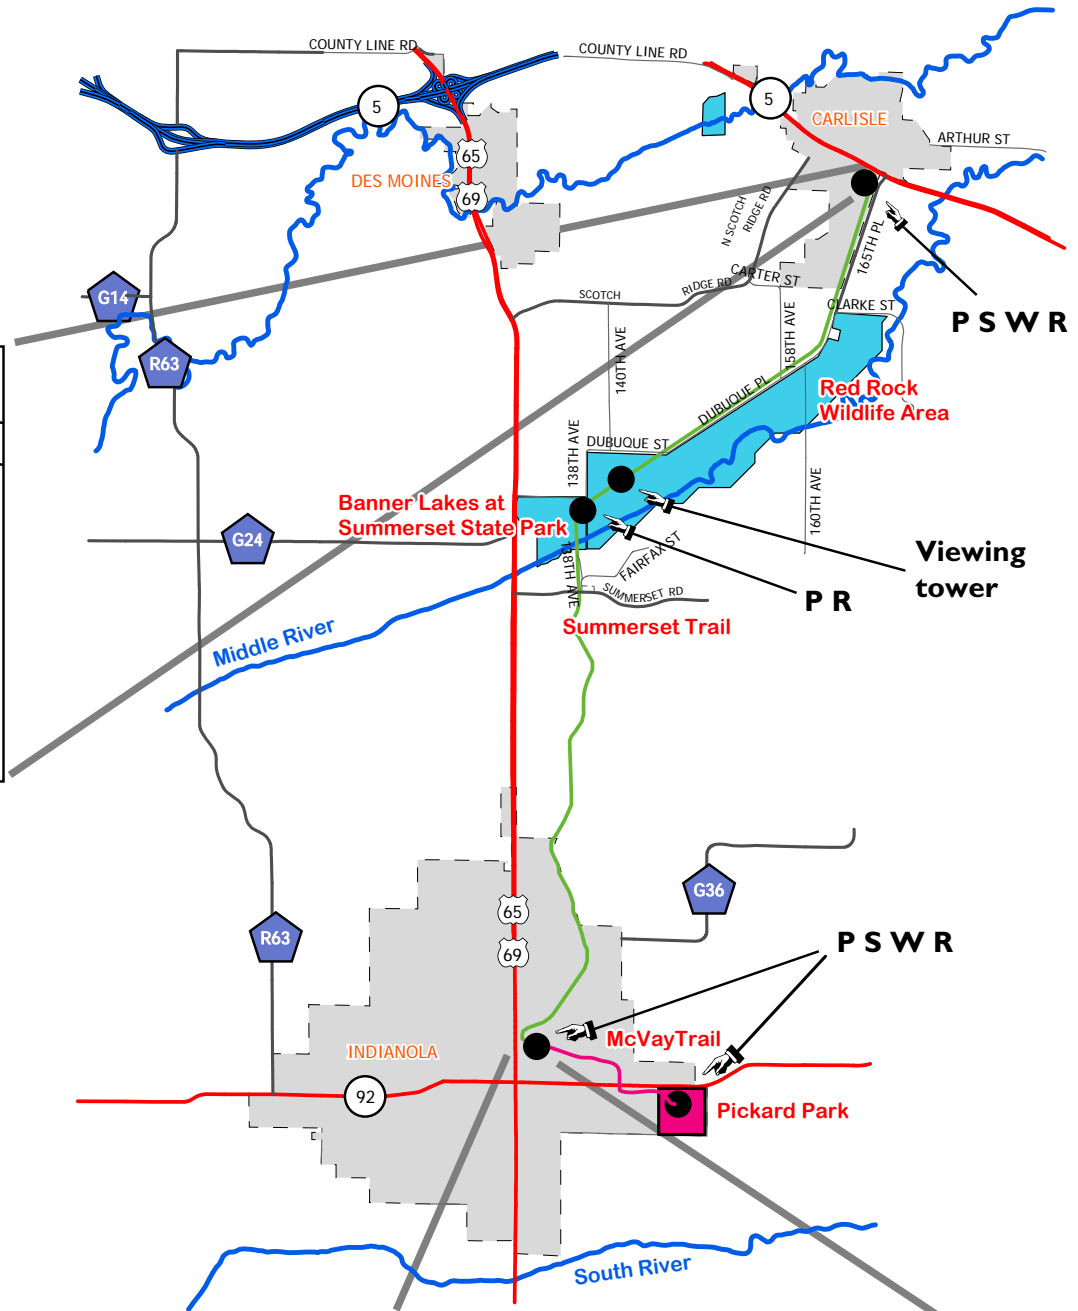 COUNTY LINE RD
COUNTY LINE RD
5
5
CARLISLE
ARTHUR ST
65
DES MOINES
69
N SCOTCH
RIDGE RD
165TH PL
CARTER ST
RIDGE RD
SCOTCH
G14
CLARKE ST
P S W R
140TH AVE
158TH AVE
R63
DUBUQUE PL
Red Rock
Wildlife Area
138TH AVE
DUBUQUE ST
Banner Lakes at
Summerset State Park
160TH AVE
G24
138TH AVE
FAIRFAX ST
Viewing
tower
SUMMERSET RD
P R
Summerset Trail
Middle River
G36
65
R63
69
P S W R
McVayTrail
INDIANOLA
92
Pickard Park
South River